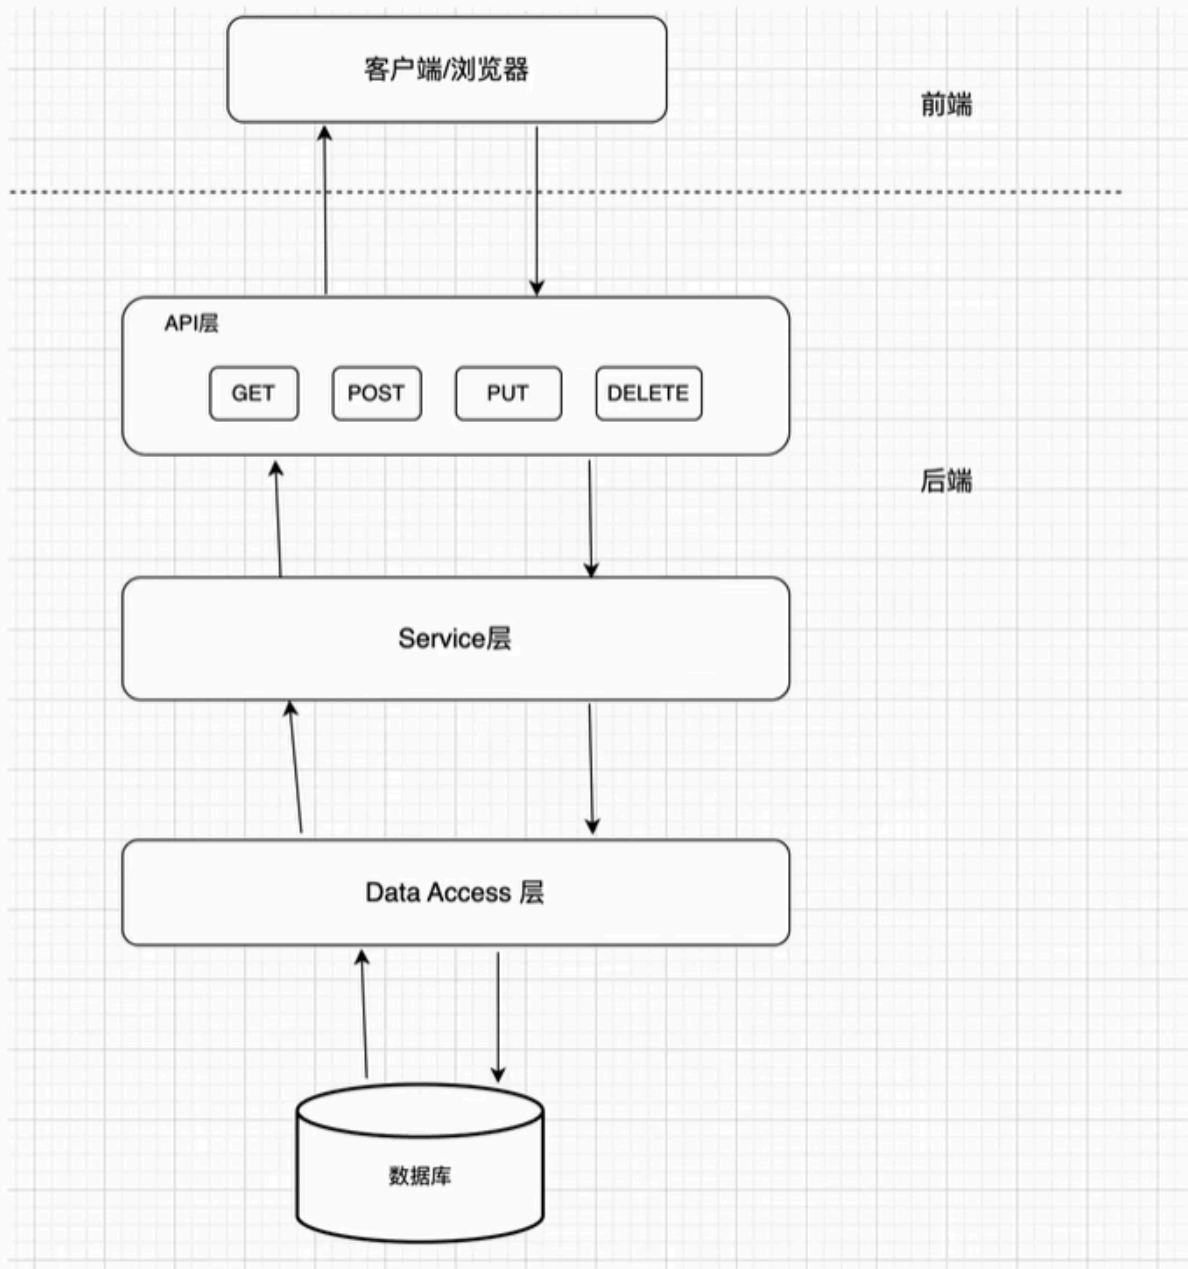 客户端/浏览器
前端
API层
GET
POST
PUT
DELETE
后端
Service层
Data Access 层
数据库